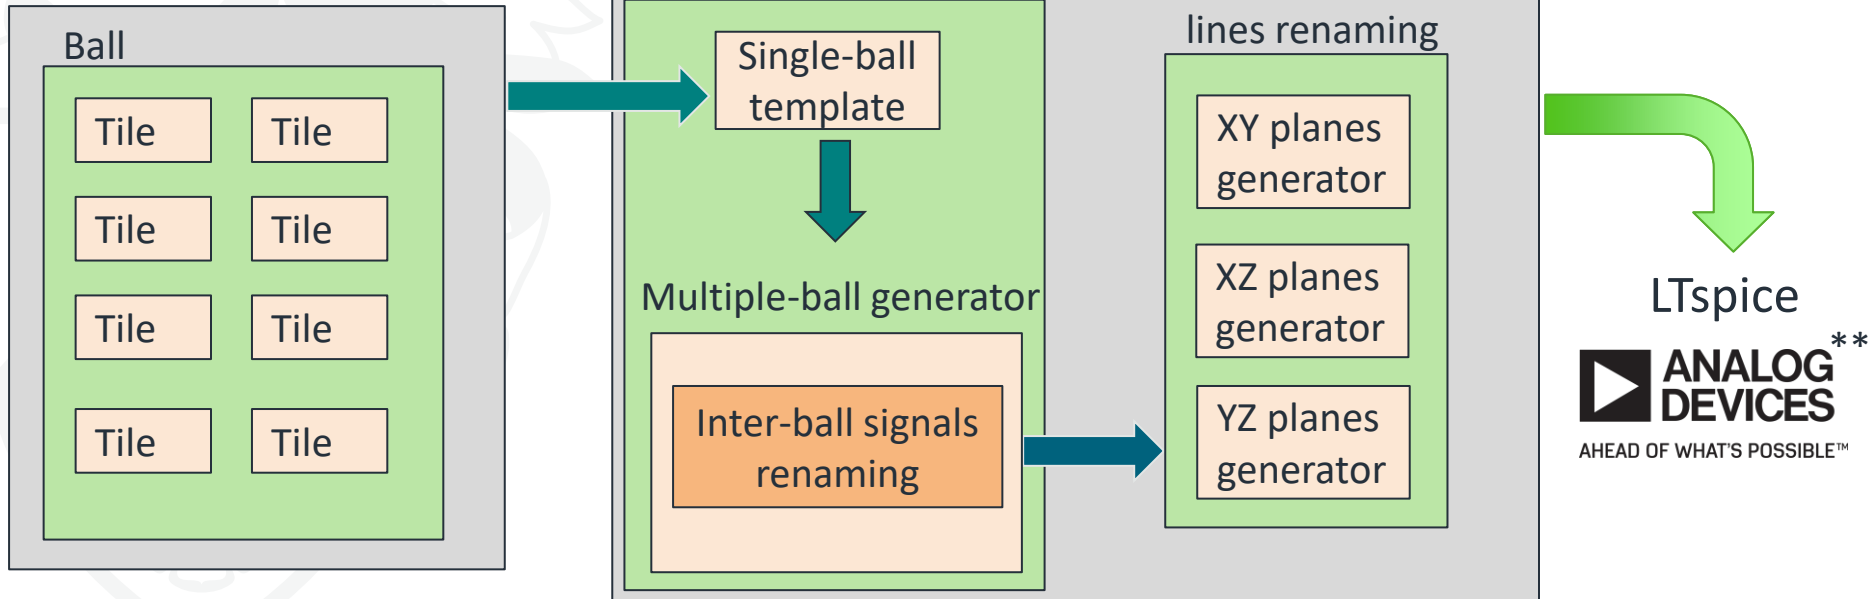 Ball
Tile
Tile
Tile
Tile
Tile
Tile
Tile
Tile
Single-ball
template
Multiple-ball generator
Inter-ball signals
renaming
lines renaming
XY planes
generator
XZ planes
generator
YZ planes
generator
LTspice
**
ANALOG
DEVICES
AHEAD OF WHAT'S POSSIBLE™